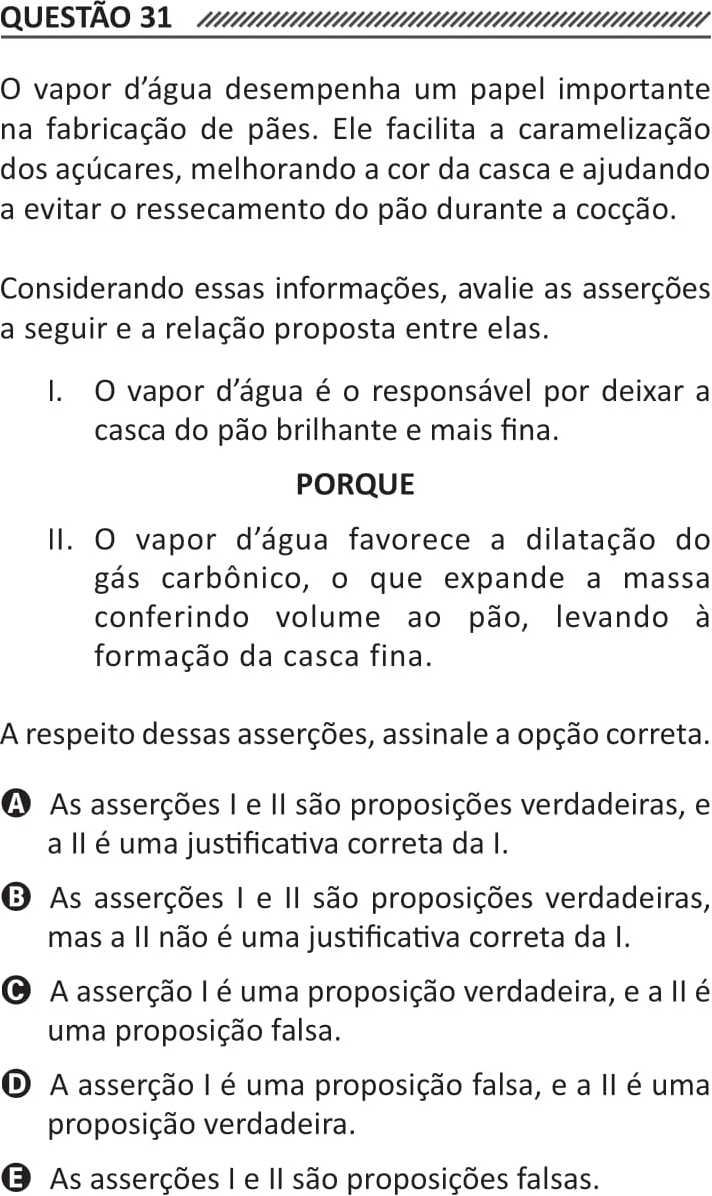 QUESTÃO 31
O vapor d’água desempenha um papel importante
na fabricação de pães. Ele facilita a caramelização
dos açúcares, melhorando a cor da casca e ajudando
a evitar o ressecamento do pão durante a cocção.
Considerando essas informações, avalie as asserções
a seguir e a relação proposta entre elas.
I. O vapor d’água é o responsável por deixar a
casca do pão brilhante e mais fina.
PORQUE
II. O vapor d’água favorece a dilatação do
gás carbônico, o que expande a massa
conferindo volume ao pão, levando à
formação da casca fina.
A respeito dessas asserções, assinale a opção correta.
A As asserções I e II são proposições verdadeiras, e
a II é uma justificativa correta da I.
B As asserções I e II são proposições verdadeiras,
mas a II não é uma justificativa correta da I.
C A asserção I é uma proposição verdadeira, e a II é
uma proposição falsa.
D A asserção I é uma proposição falsa, e a II é uma
proposição verdadeira.
E As asserções I e II são proposições falsas.